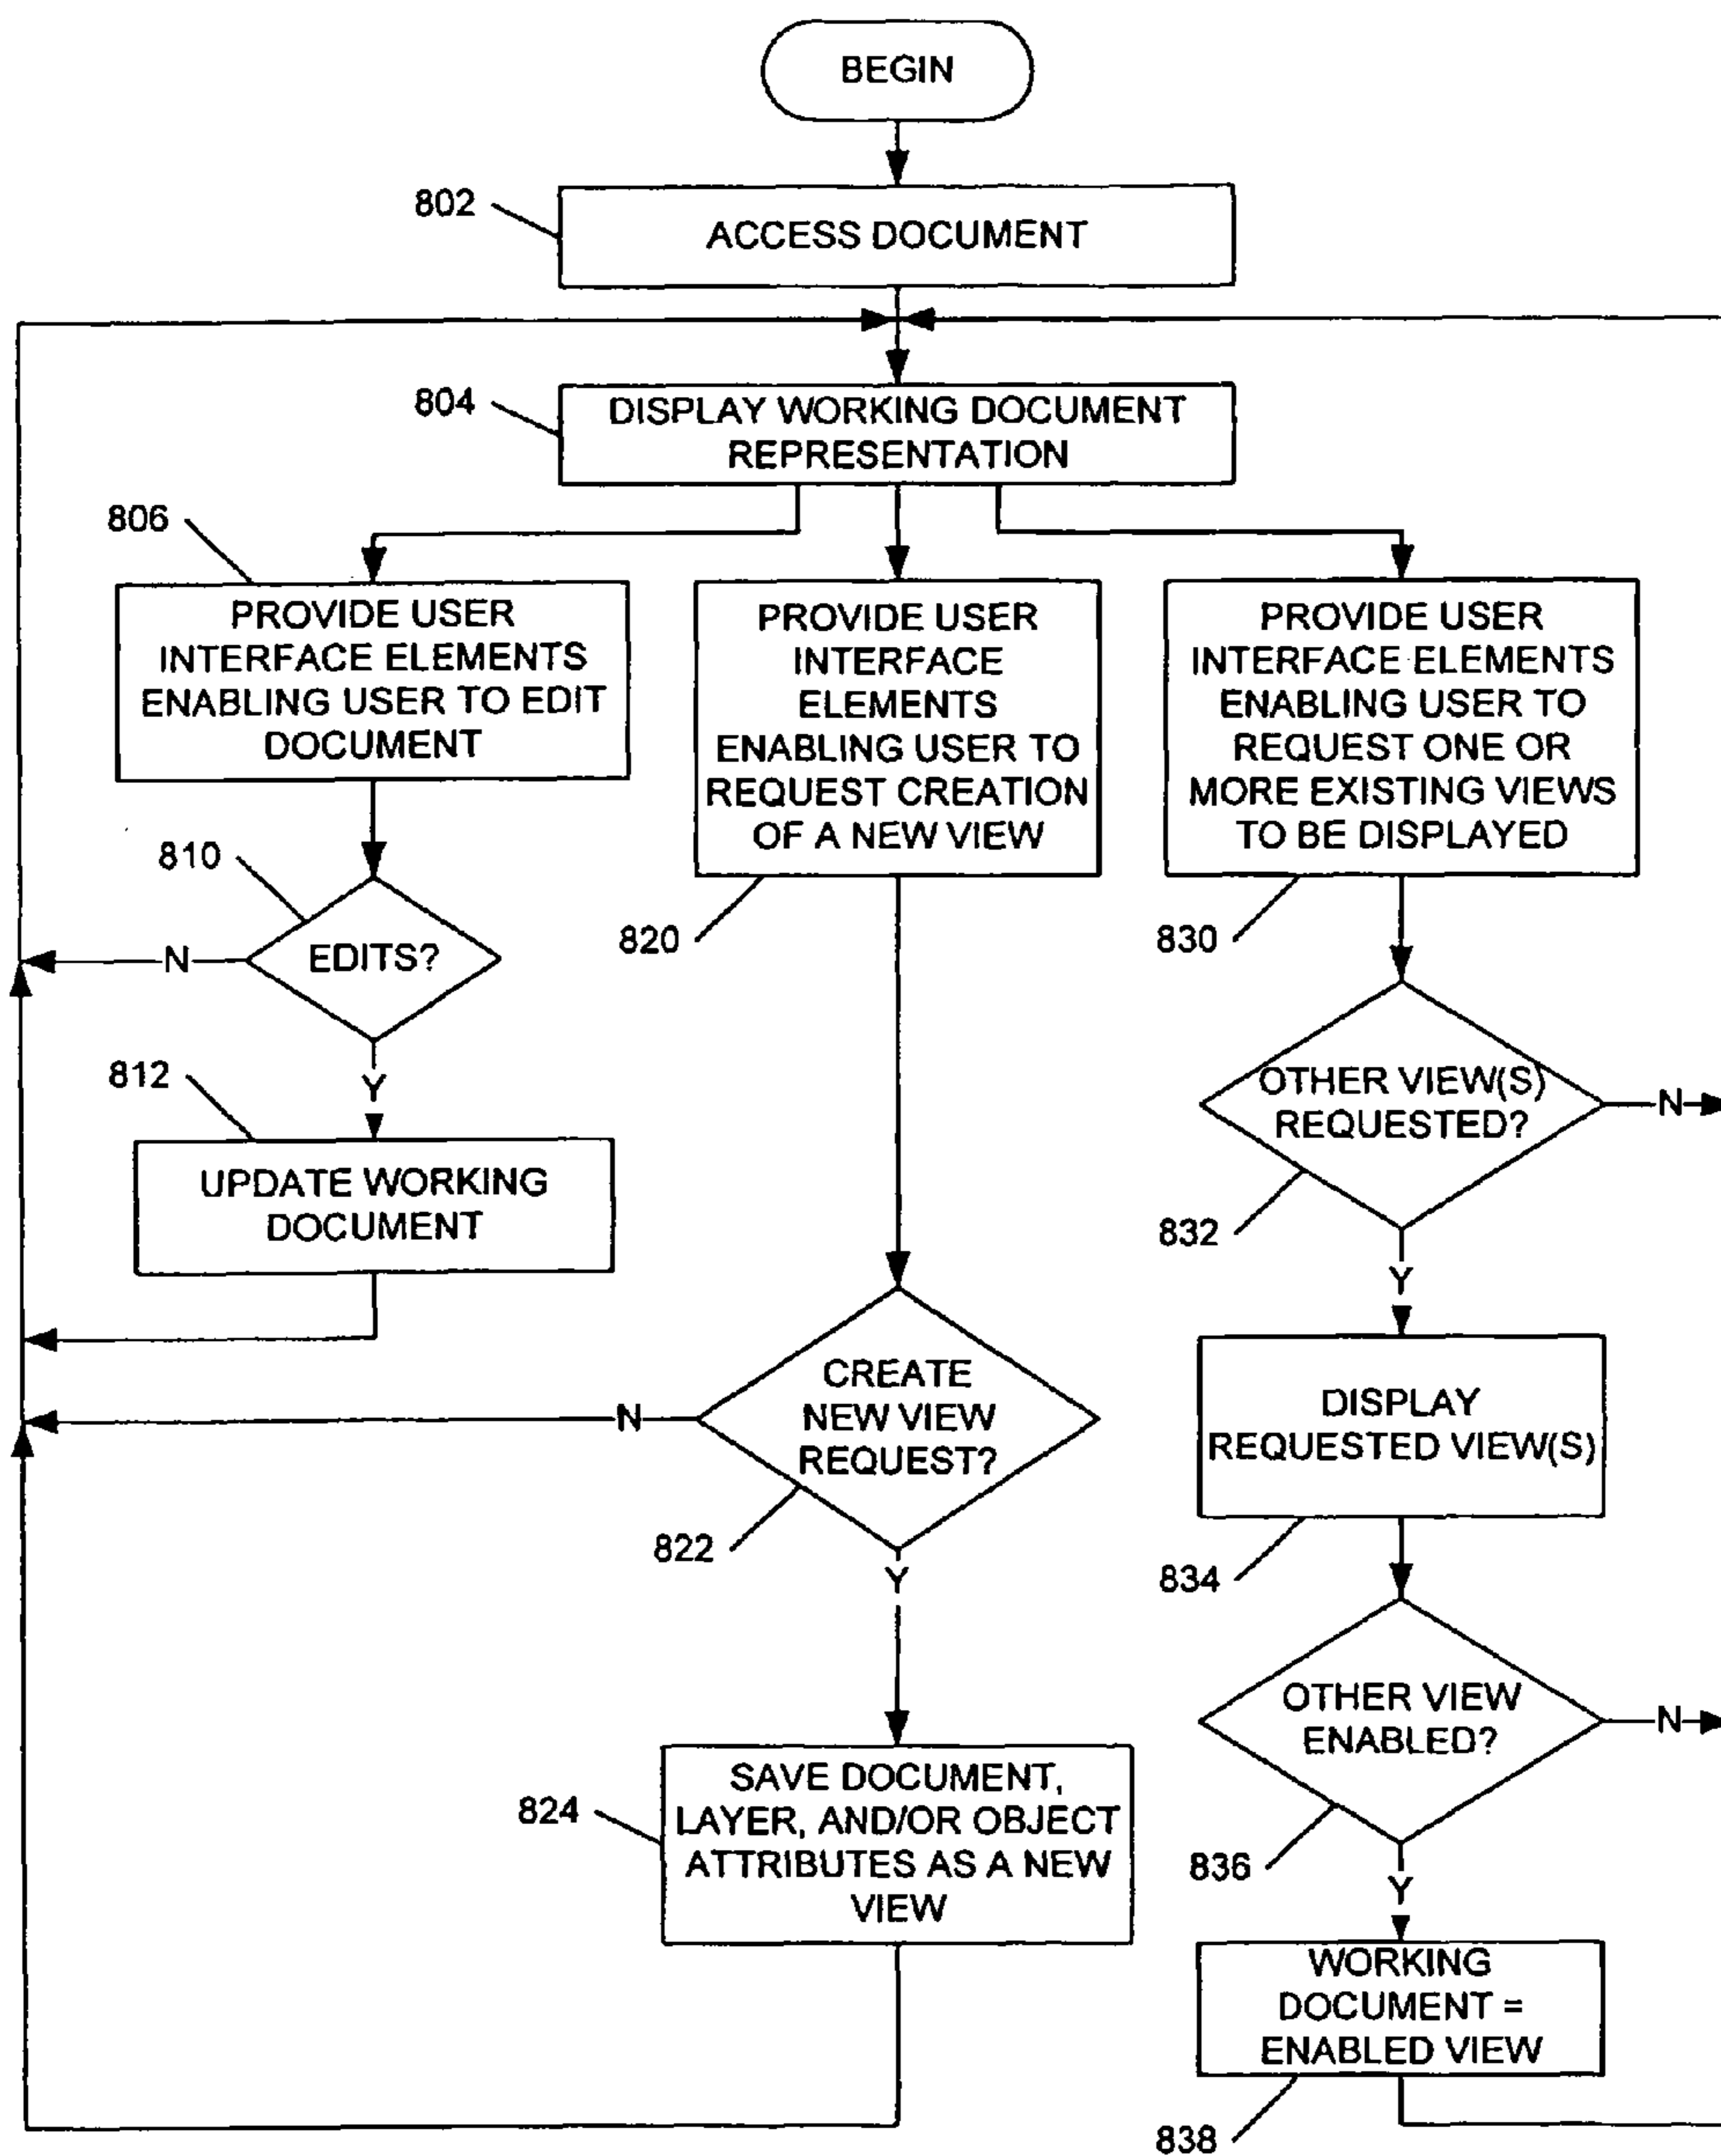 BEGIN
802
ACCESS DOCUMENT
804
DISPLAY WORKING DOCUMENT
REPRESENTATION
806
PROVIDE USER
INTERFACE ELEMENTS
ENABLING USER TO EDIT
DOCUMENT
810
EDITS?
N
Y
812
UPDATE WORKING
DOCUMENT
PROVIDE USER
INTERFACE
ELEMENTS
ENABLING USER TO
REQUEST CREATION
OF A NEW VIEW
820
CREATE
NEW VIEW
REQUEST?
N
822
Y
824
SAVE DOCUMENT,
LAYER, AND/OR OBJECT
ATTRIBUTES AS A NEW
VIEW
PROVIDE USER
INTERFACE ELEMENTS
ENABLING USER TO
REQUEST ONE OR
MORE EXISTING VIEWS
TO BE DISPLAYED
830
OTHER VIEW(S)
REQUESTED?
N
832
Y
DISPLAY
REQUESTED VIEW(S)
834
OTHER VIEW
ENABLED?
N
836
Y
WORKING
DOCUMENT =
ENABLED VIEW
838